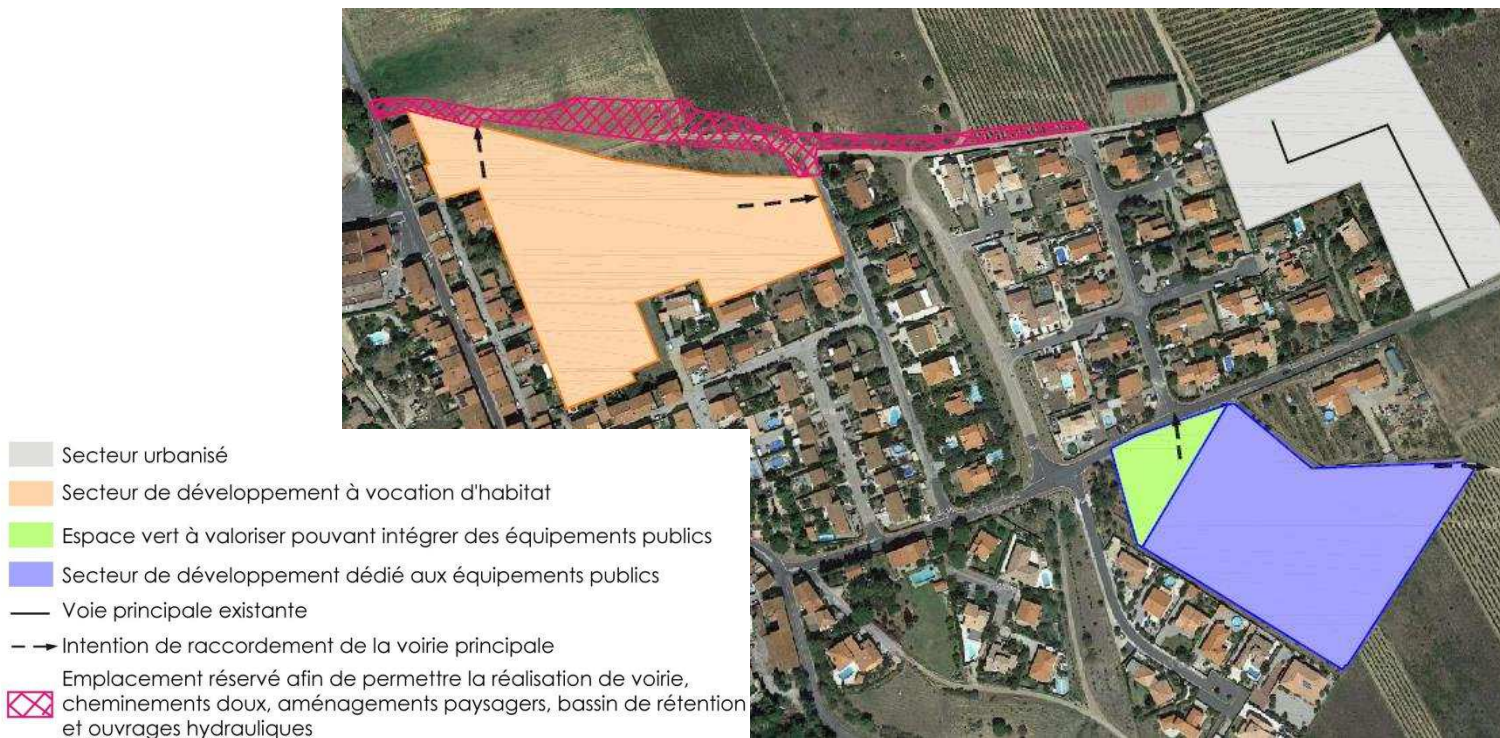 Secteur urbanisé
Secteur de développement à vocation d'habitat
Espace vert à valoriser pouvant intégrer des équipements publics
Secteur de développement dédié aux équipements publics
Voie principale existante
Intention de raccordement de la voirie principale
Emplacement réservé afin de permettre la réalisation de voirie,
cheminements doux, aménagements paysagers, bassin de rétention
et ouvrages hydrauliques